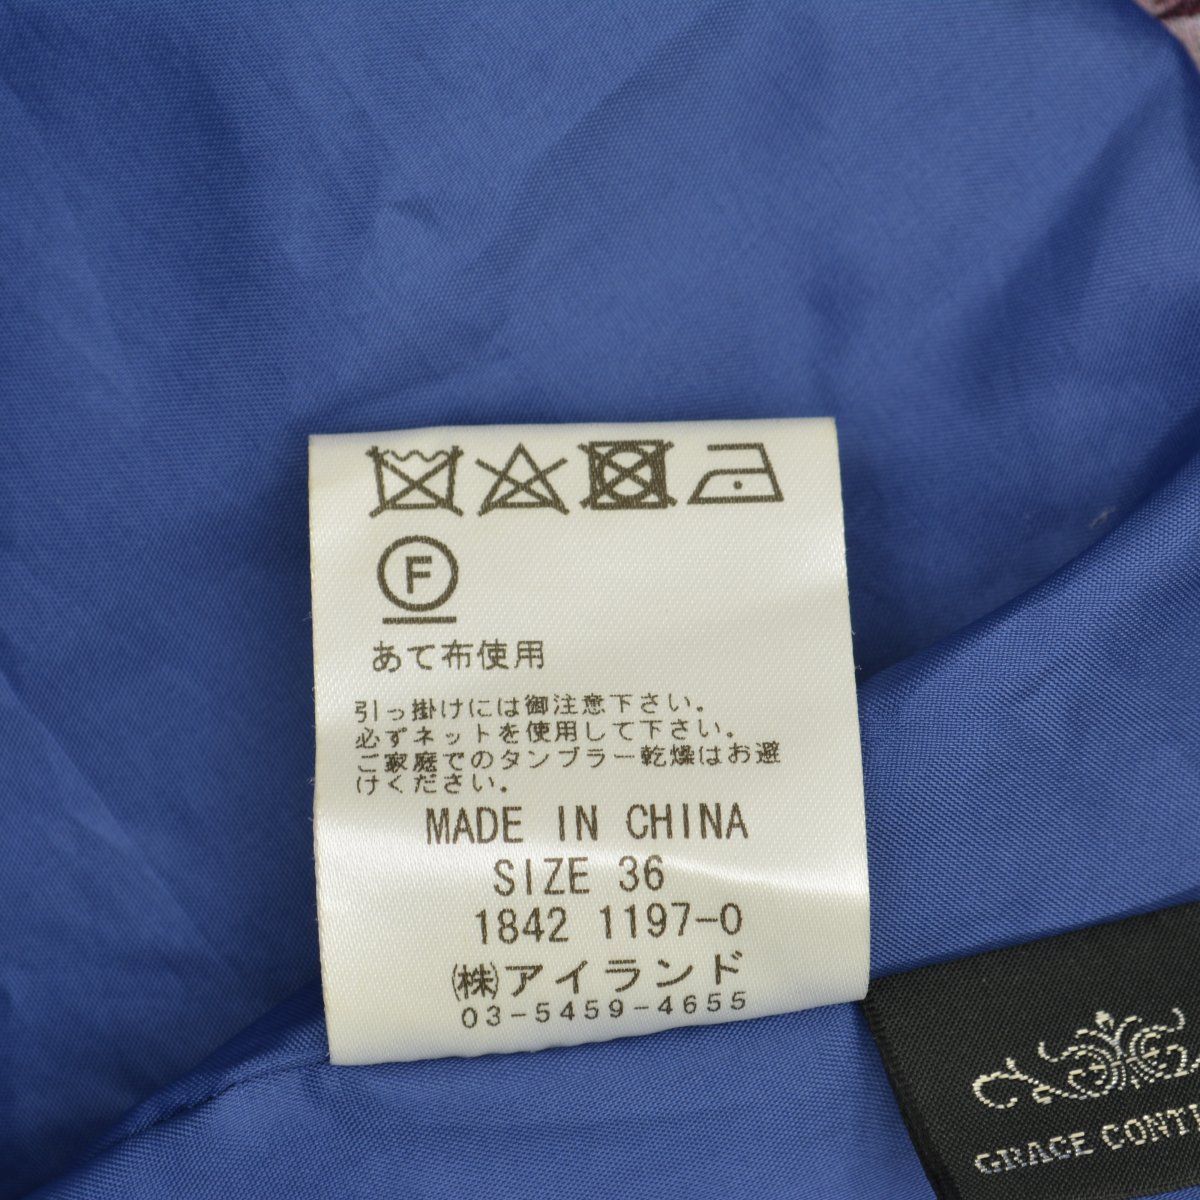 F
あて布使用
引っ掛けには御注意下さい。
必ずネットを使用して下さい。
ご家庭でのタンブラー乾燥はお避
けください。
MADE IN CHINA
SIZE 36
1842 1197-0
㈱アイランド
03-5459-4655
GRACE